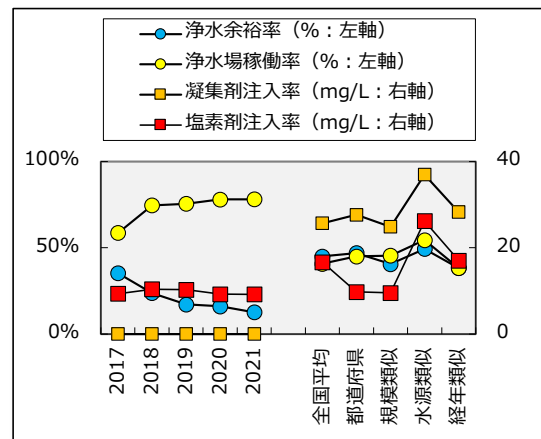 浄水余裕率（%：左軸）
浄水場稼働率（%：左軸）
凝集剤注入率（mg/L：右軸）
塩素剤注入率（mg/L：右軸）
100%
50%
0%
40
20
0
2017
2018
2019
2020
2021
全国平均
都道府県
規模類似
水源類似
経年類似